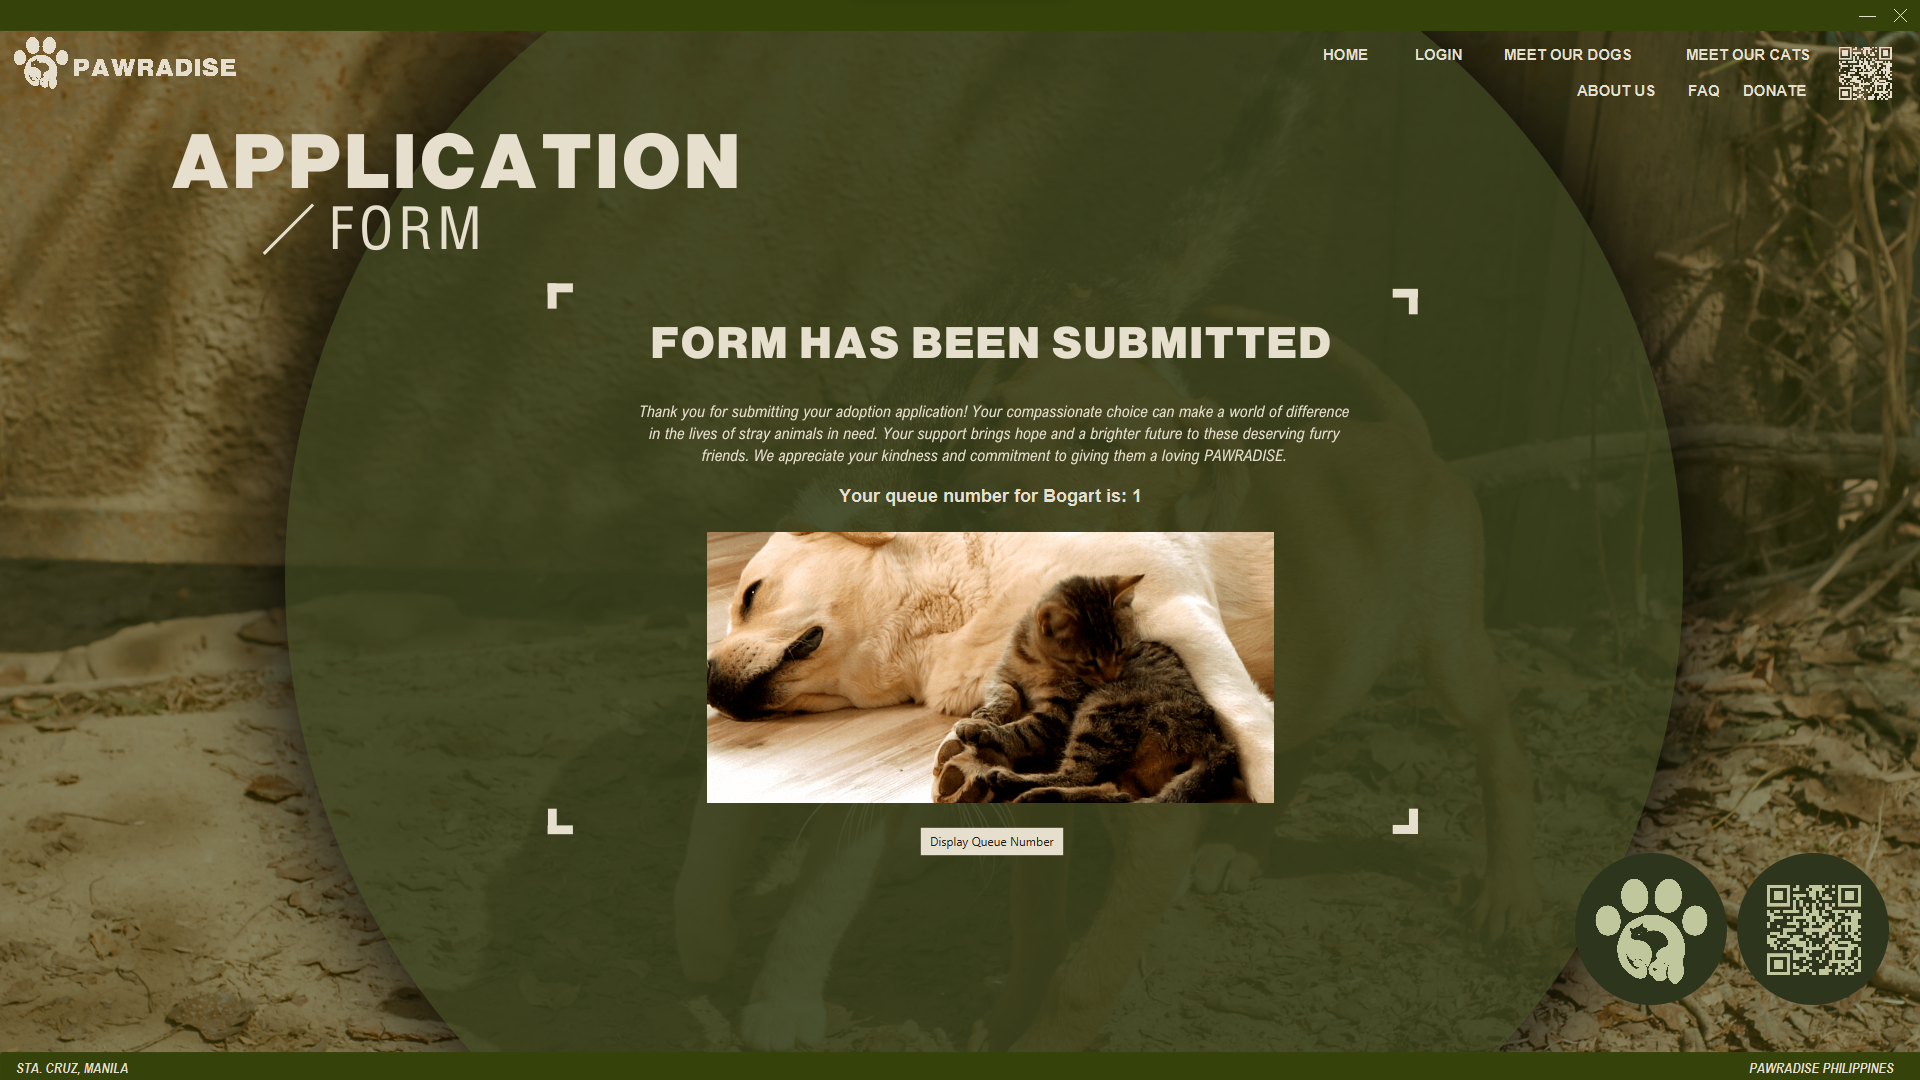 PAWRADISE
HOME LOGIN MEET OUR DOGS MEET OUR CATS
ABOUT US FAQ DONATE
APPLICATION
FORM
FORM HAS BEEN SUBMITTED
Thank you for submitting your adoption application! Your compassionate choice can make a world of difference
in the lives of stray animals in need. Your support brings hope and a brighter future to these deserving furry
friends. We appreciate your kindness and commitment to giving them a loving PAWRADISE.
Your queue number for Bogart is: 1
Display Queue Number
STA. CRUZ, MANILA
PAWRADISE PHILIPPINES